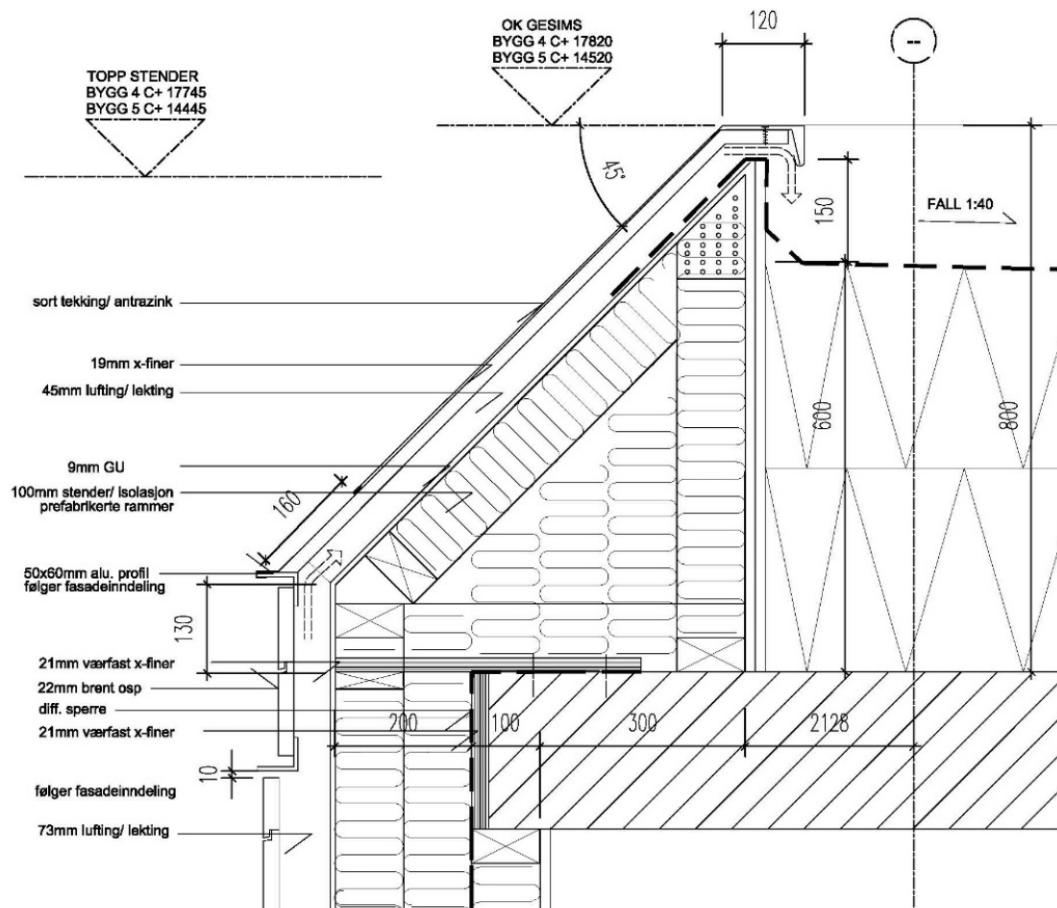 OK GESIMS
BYGG 4 C+ 17820
BYGG 5 C+ 14520
120
--
TOPP STENDER
BYGG 4 C+ 17745
BYGG 5 C+ 14445
45°
150
FALL 1:40
sort tekking/ antrazink
19mm x-finer
45mm lufting/ lekting
600
800
9mm GU
100mm stender/ isolasjon
prefabrikerte rammer
160
50x60mm alu. profil
følger fasadeinndeling
130
21mm værfast x-finer
22mm brent osp
diff. sperre
21mm værfast x-finer
200
100
300
2128
10
følger fasadeinndeling
73mm lufting/ lekting